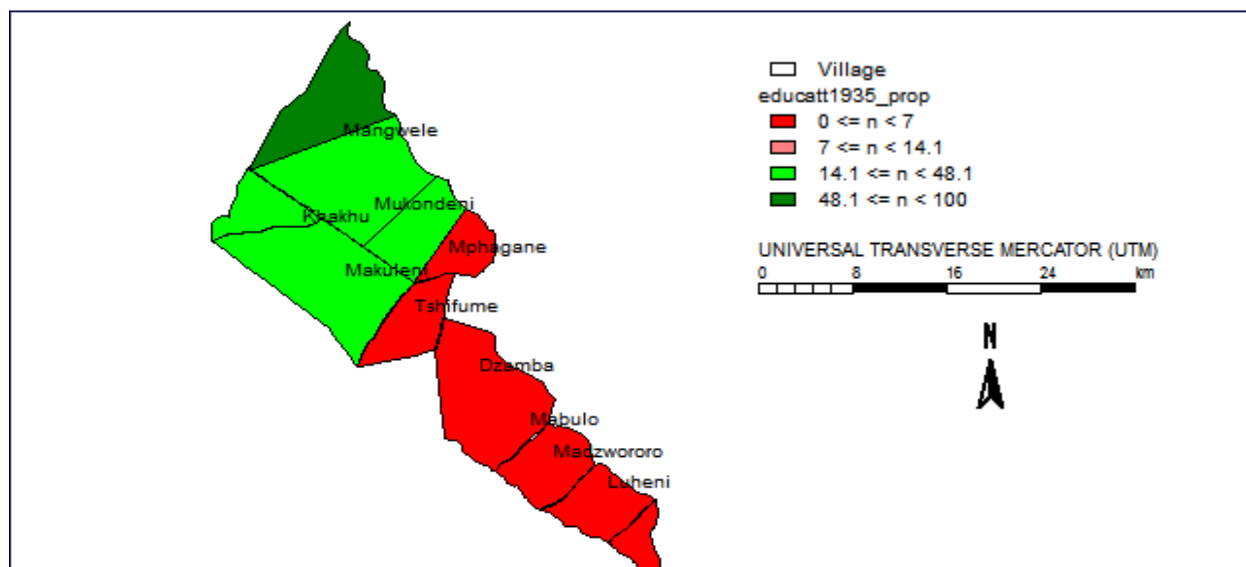 Mangwele
Mukondeni
Khakhu
Mphagane
Makuleni
Tshifume
Dzamba
Mabulo
Madzwororo
Luheni
Village
educatt1935_prop
0 <= n < 7
7 <= n < 14.1
14.1 <= n < 48.1
48.1 <= n < 100
UNIVERSAL TRANSVERSE MERCATOR (UTM)
0 8 16 24
km
N